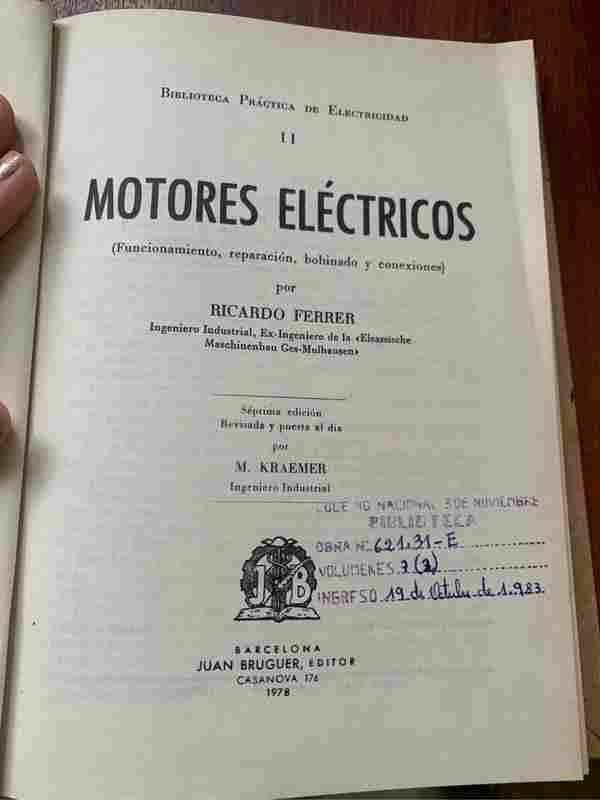 BIBLIOTECA PRÁCTICA DE ELECTRICIDAD
II
MOTORES ELÉCTRICOS
(Funcionamiento, reparación, bobinado y conexiones)
por
RICARDO FERRER
Ingeniero Industrial, Ex-Ingeniero de la «Elsassische
Maschinenbau Ges-Mulhausen»
Séptima edición
Revisada y puesta al día
por
M. KRAEMER
Ingeniero Industrial
NACIONAL 3 DE NOVIEMBRE
BIBLIOTECA
OBRA Nº 621.31-E
VOLUMENES 3 (2)
INGRESO 19 de Octubre de 1.983
J B
BARCELONA
JUAN BRUGUER, EDITOR
CASANOVA 176
1978